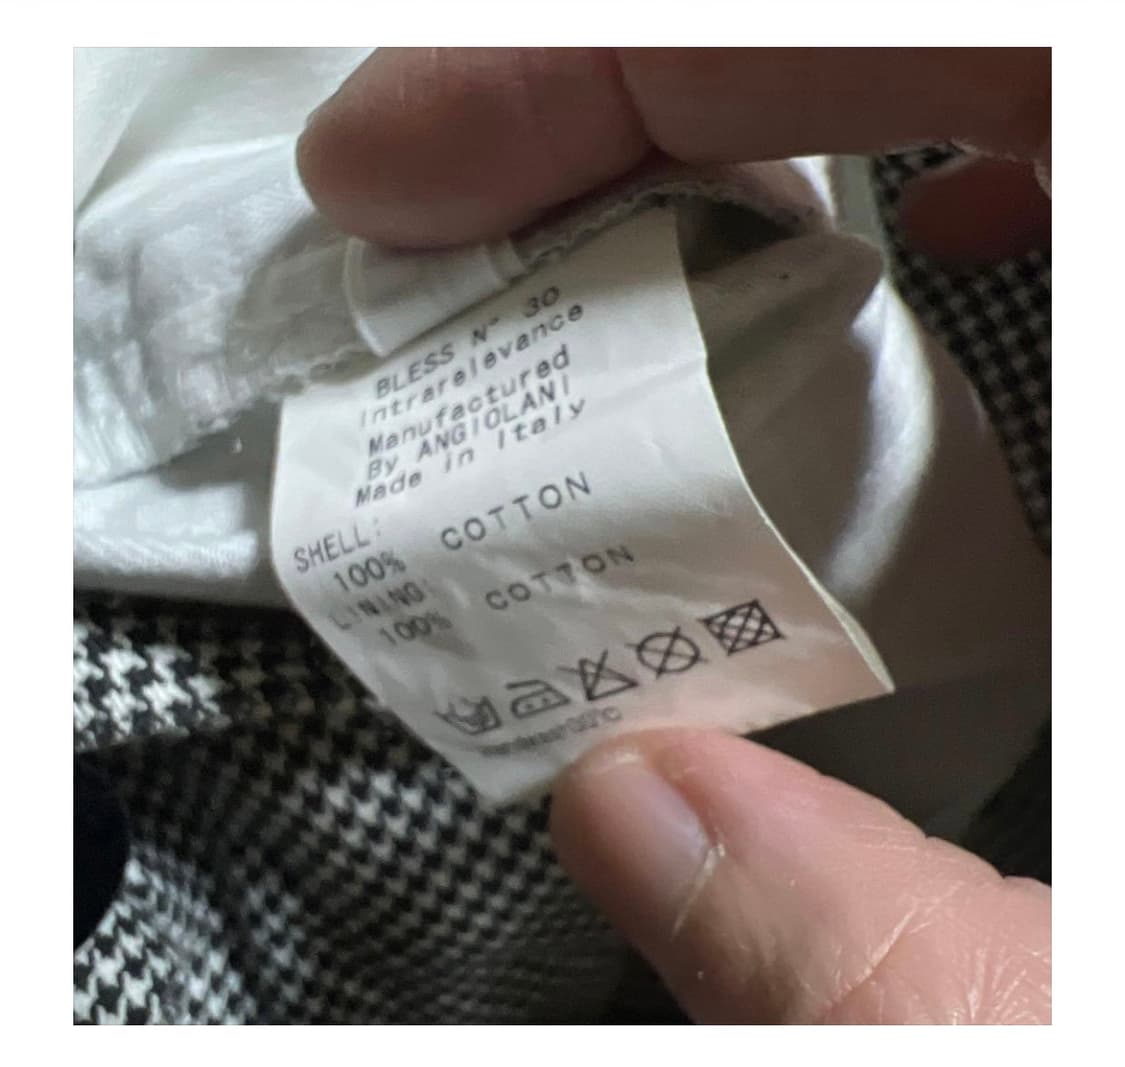 BLESS N° 30
Intrarelevance
Manufactured
By ANGIOLANI
Made in Italy
SHELL:
100% COTTON
LINING:
100% COTTON